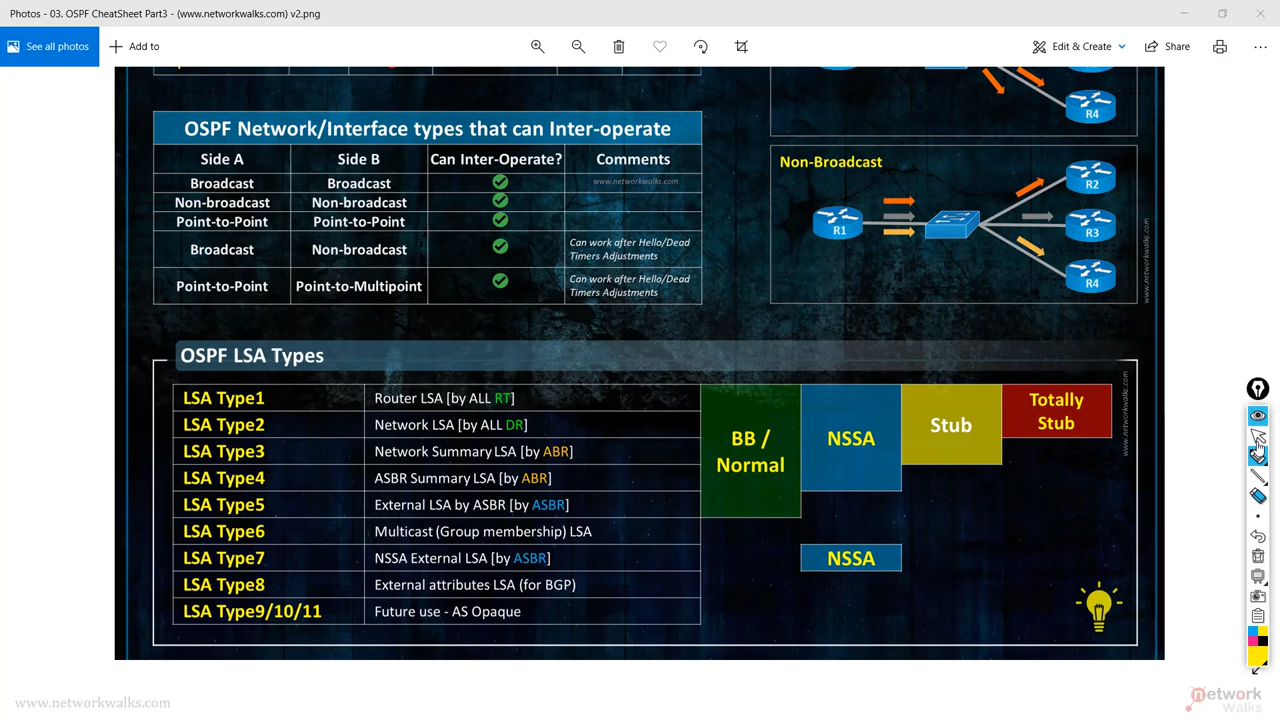 Photos - 03. OSPF CheatSheet Part3 - (www.networkwalks.com) v2.png
See all photos
Add to
Edit & Create
Share
R4
OSPF Network/Interface types that can Inter-operate
Side A Side B Can Inter-Operate? Comments
Broadcast Broadcast www.networkwalks.com
Non-broadcast Non-broadcast
Point-to-Point Point-to-Point
Broadcast Non-broadcast Can work after Hello/Dead
Timers Adjustments
Point-to-Point Point-to-Multipoint Can work after Hello/Dead
Timers Adjustments
Non-Broadcast
R1
R2
R3
R4
www.networkwalks.com
OSPF LSA Types
LSA Type1 Router LSA [by ALL RT]
LSA Type2 Network LSA [by ALL DR]
LSA Type3 Network Summary LSA [by ABR]
LSA Type4 ASBR Summary LSA [by ABR]
LSA Type5 External LSA by ASBR [by ASBR]
LSA Type6 Multicast (Group membership) LSA
LSA Type7 NSSA External LSA [by ASBR]
LSA Type8 External attributes LSA (for BGP)
LSA Type9/10/11 Future use - AS Opaque
BB /
Normal
NSSA
Stub
Totally
Stub
NSSA
www.networkwalks.com
www.networkwalks.com
network
Walks